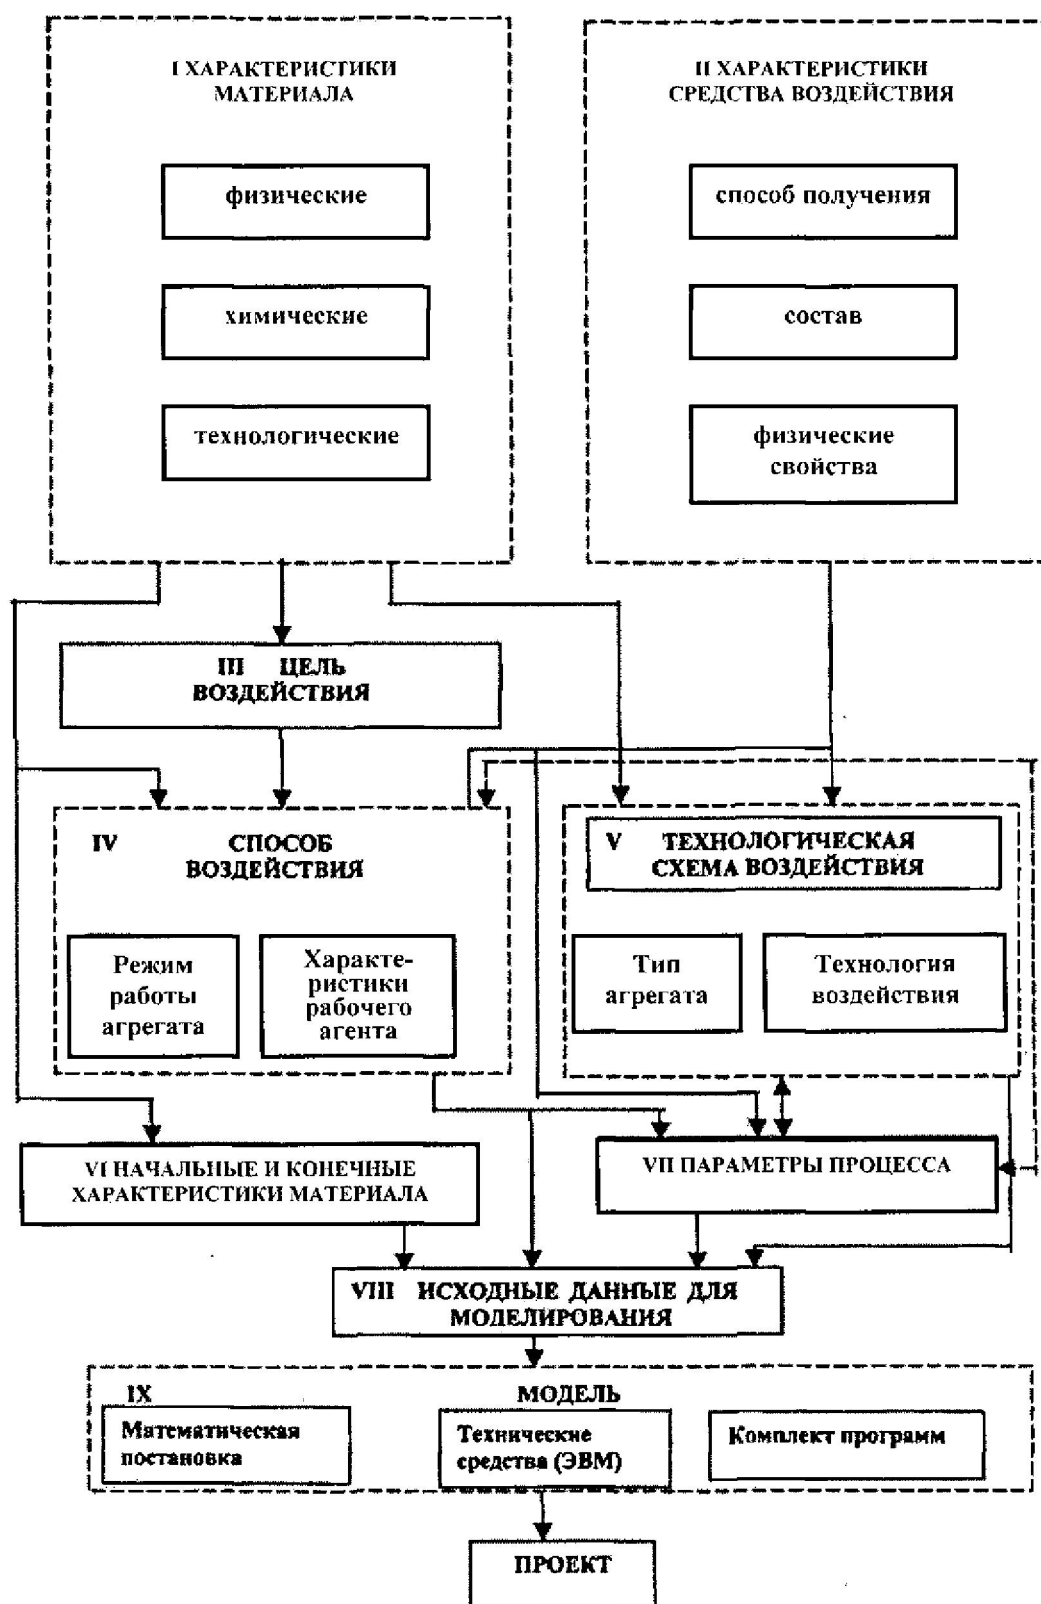 I ХАРАКТЕРИСТИКИ
МАТЕРИАЛА
физические
химические
технологические
II ХАРАКТЕРИСТИКИ
СРЕДСТВА ВОЗДЕЙСТВИЯ
способ получения
состав
физические
свойства
III ЦЕЛЬ
ВОЗДЕЙСТВИЯ
IV СПОСОБ
ВОЗДЕЙСТВИЯ
Режим
работы
агрегата
Характе-
ристики
рабочего
агента
V ТЕХНОЛОГИЧЕСКАЯ
СХЕМА ВОЗДЕЙСТВИЯ
Тип
агрегата
Технология
воздействия
VI НАЧАЛЬНЫЕ И КОНЕЧНЫЕ
ХАРАКТЕРИСТИКИ МАТЕРИАЛА
VII ПАРАМЕТРЫ ПРОЦЕССА
VIII ИСХОДНЫЕ ДАННЫЕ ДЛЯ
МОДЕЛИРОВАНИЯ
IX МОДЕЛЬ
Математическая
постановка
Технические
средства (ЭВМ)
Комплект программ
ПРОЕКТ